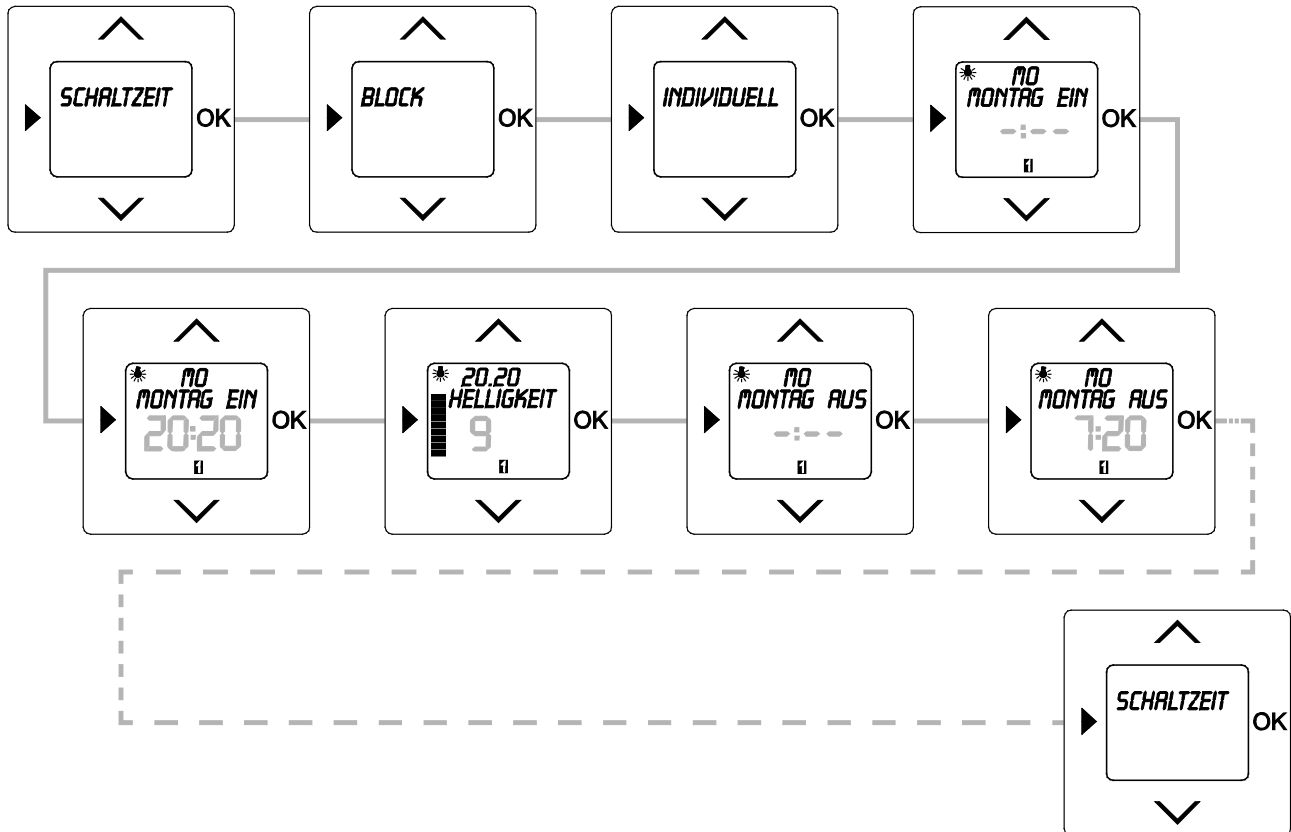 SCHALTZEIT
OK
BLOCK
OK
INDIVIDUELL
OK
MO
MONTAG EIN
-:--
1
OK
MO
MONTAG EIN
20:20
1
OK
20.20
HELLIGKEIT
9
1
OK
MO
MONTAG AUS
-:--
1
OK
MO
MONTAG AUS
7:20
1
OK
SCHALTZEIT
OK